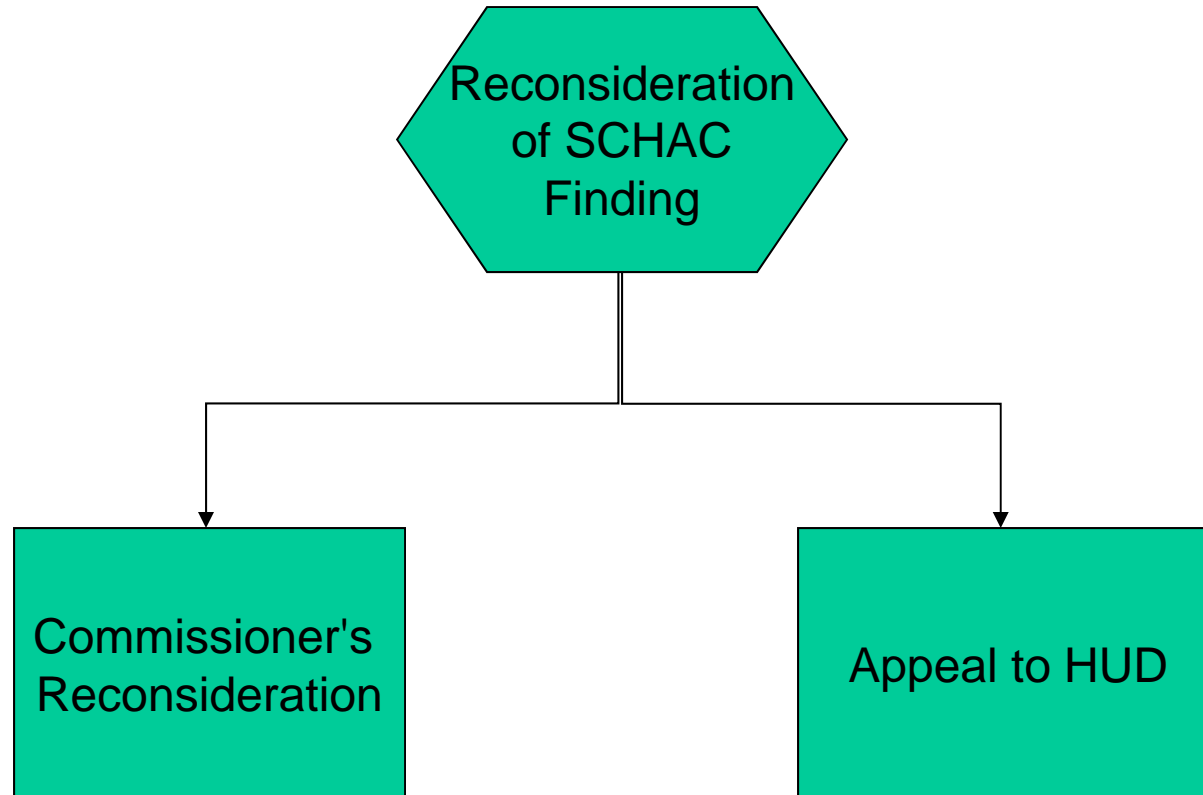 Reconsideration
of SCHAC
Finding
Commissioner's
Reconsideration
Appeal to HUD